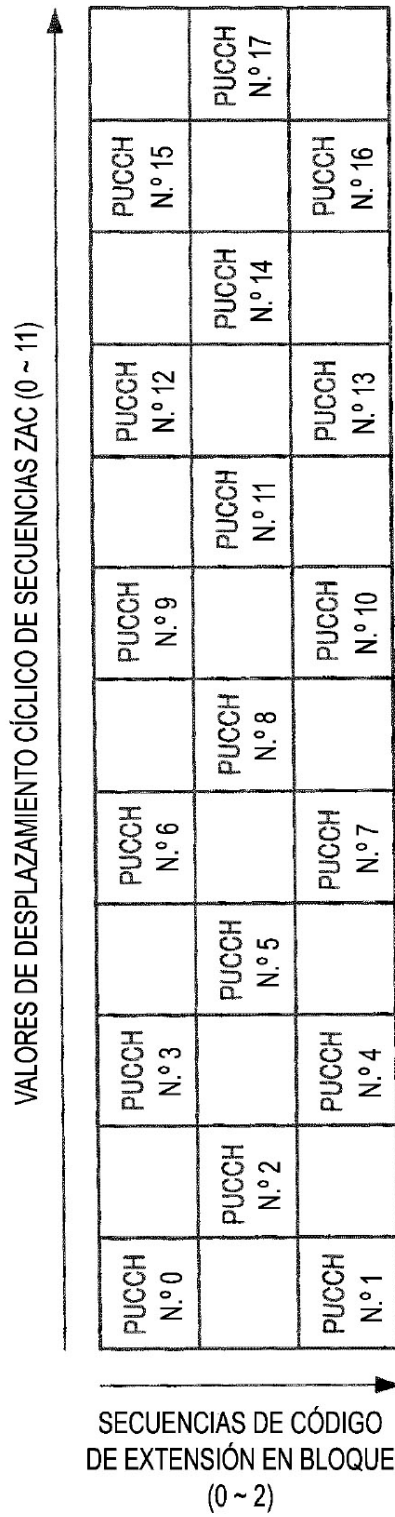 VALORES DE DESPLAZAMIENTO CÍCLICO DE SECUENCIAS ZAC (0 ~ 11)
PUCCH
N.º 0
PUCCH
N.º 3
PUCCH
N.º 6
PUCCH
N.º 9
PUCCH
N.º 12
PUCCH
N.º 15
PUCCH
N.º 2
PUCCH
N.º 5
PUCCH
N.º 8
PUCCH
N.º 11
PUCCH
N.º 14
PUCCH
N.º 17
PUCCH
N.º 1
PUCCH
N.º 4
PUCCH
N.º 7
PUCCH
N.º 10
PUCCH
N.º 13
PUCCH
N.º 16
SECUENCIAS DE CÓDIGO
DE EXTENSIÓN EN BLOQUE
(0 ~ 2)